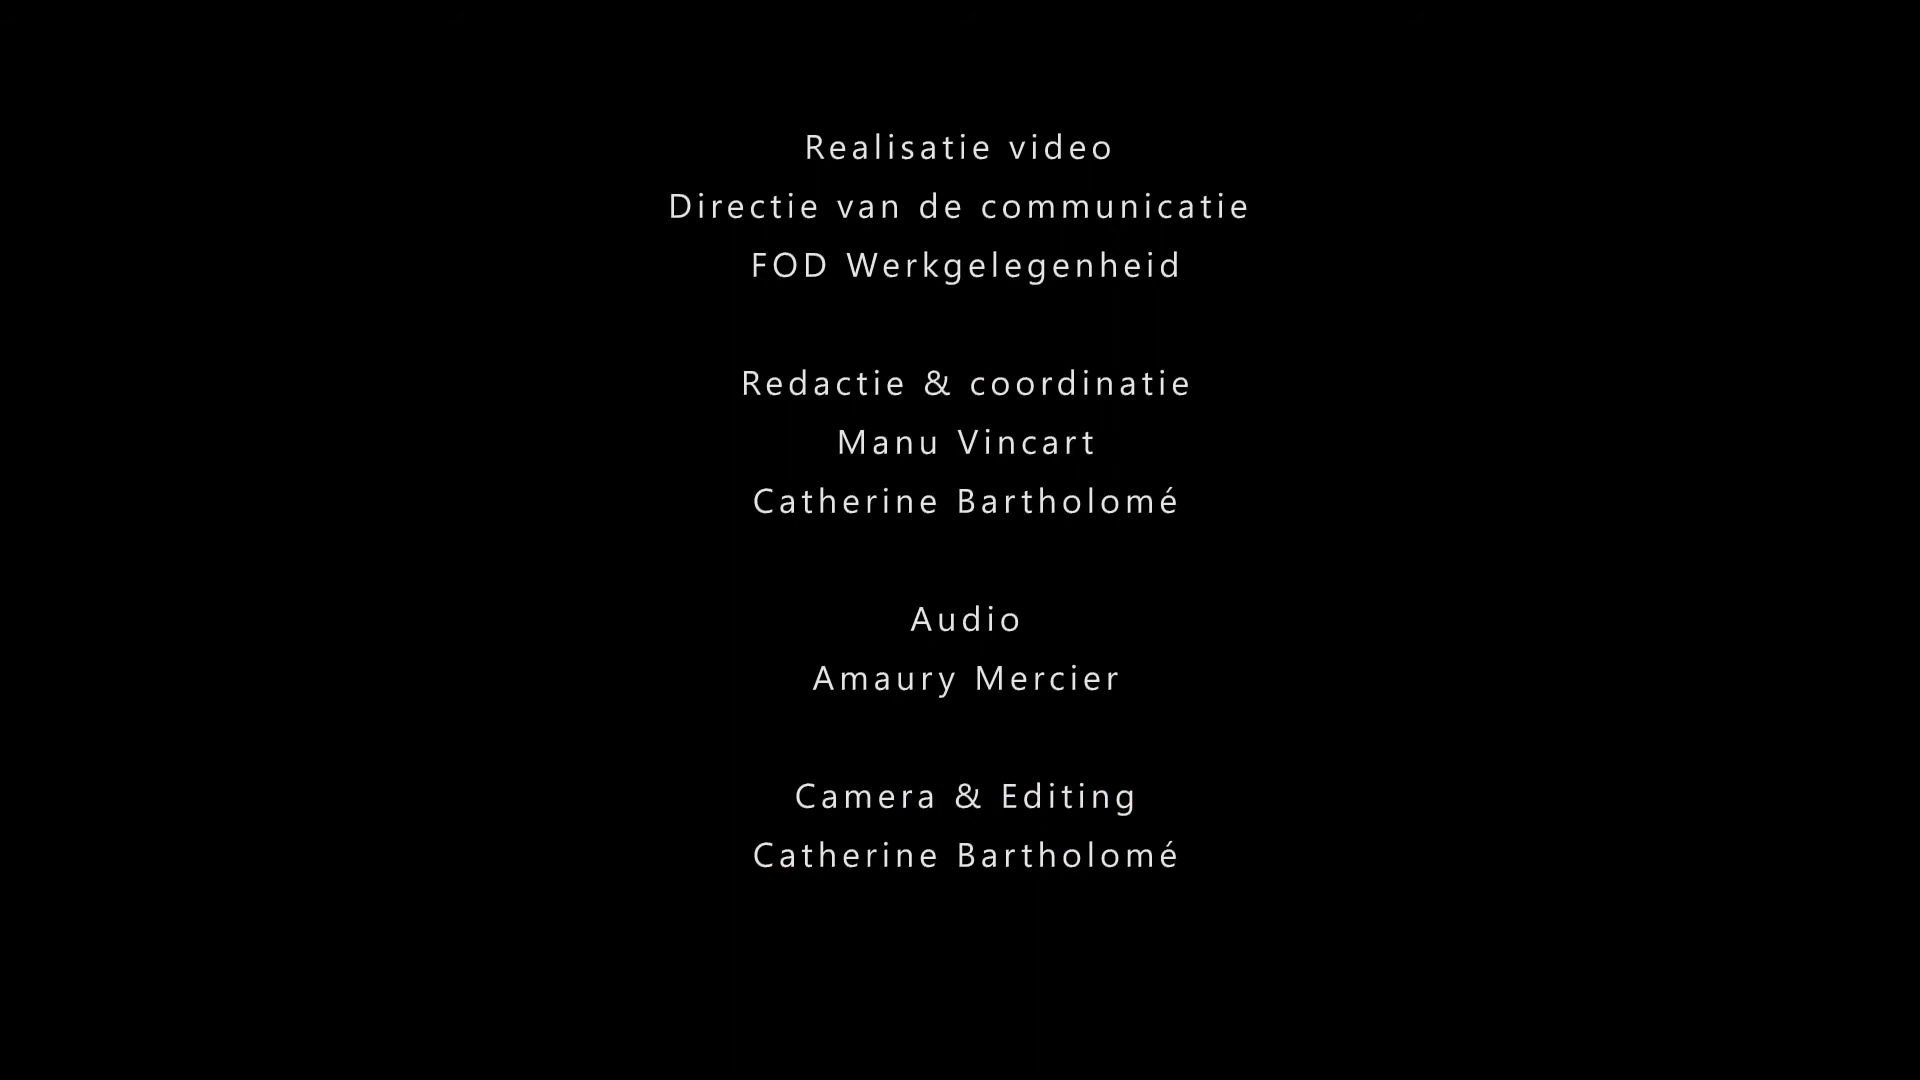 Realisatie video
Directie van de communicatie
FOD Werkgelegenheid
Redactie & coordinatie
Manu Vincart
Catherine Bartholomé
Audio
Amaury Mercier
Camera & Editing
Catherine Bartholomé